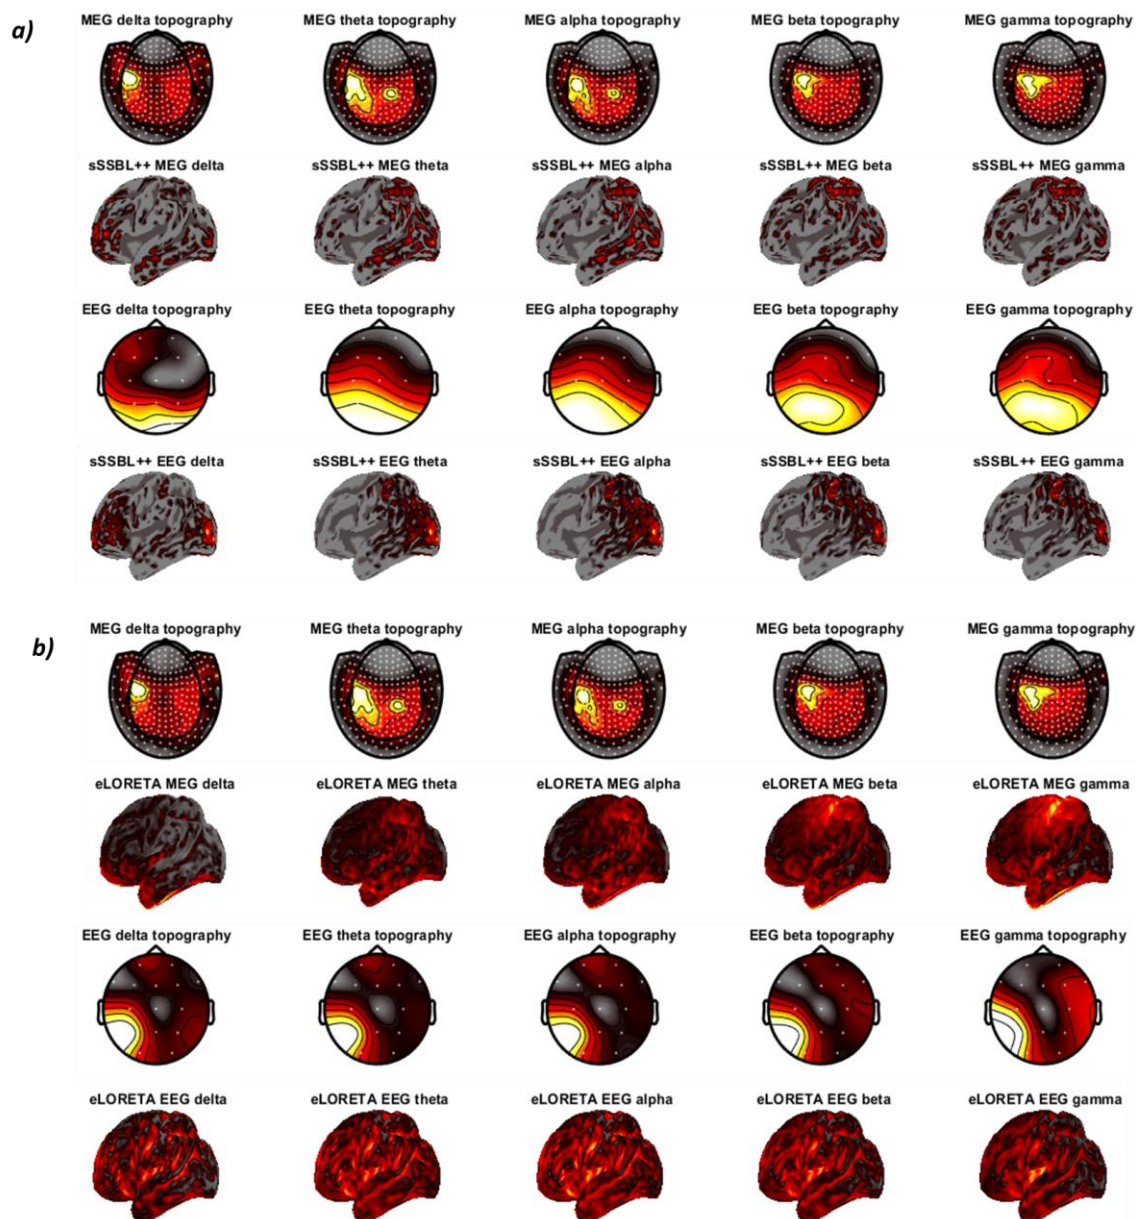 a)
MEG delta topography MEG theta topography MEG alpha topography MEG beta topography MEG gamma topography
sSSBL++ MEG delta sSSBL++ MEG theta sSSBL++ MEG alpha sSSBL++ MEG beta sSSBL++ MEG gamma
EEG delta topography EEG theta topography EEG alpha topography EEG beta topography EEG gamma topography
sSSBL++ EEG delta sSSBL++ EEG theta sSSBL++ EEG alpha sSSBL++ EEG beta sSSBL++ EEG gamma
b)
MEG delta topography MEG theta topography MEG alpha topography MEG beta topography MEG gamma topography
eLORETA MEG delta eLORETA MEG theta eLORETA MEG alpha eLORETA MEG beta eLORETA MEG gamma
EEG delta topography EEG theta topography EEG alpha topography EEG beta topography EEG gamma topography
eLORETA EEG delta eLORETA EEG theta eLORETA EEG alpha eLORETA EEG beta eLORETA EEG gamma